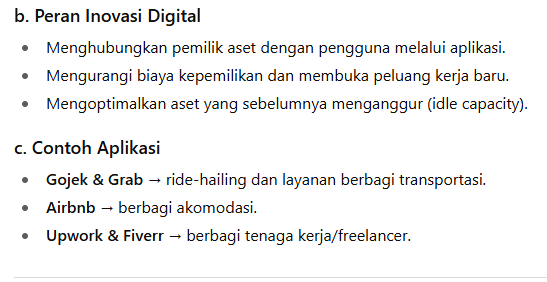 b. Peran Inovasi Digital
• Menghubungkan pemilik aset dengan pengguna melalui aplikasi.
• Mengurangi biaya kepemilikan dan membuka peluang kerja baru.
• Mengoptimalkan aset yang sebelumnya menganggur (idle capacity).
c. Contoh Aplikasi
• Gojek & Grab → ride-hailing dan layanan berbagi transportasi.
• Airbnb → berbagi akomodasi.
• Upwork & Fiverr → berbagi tenaga kerja/freelancer.